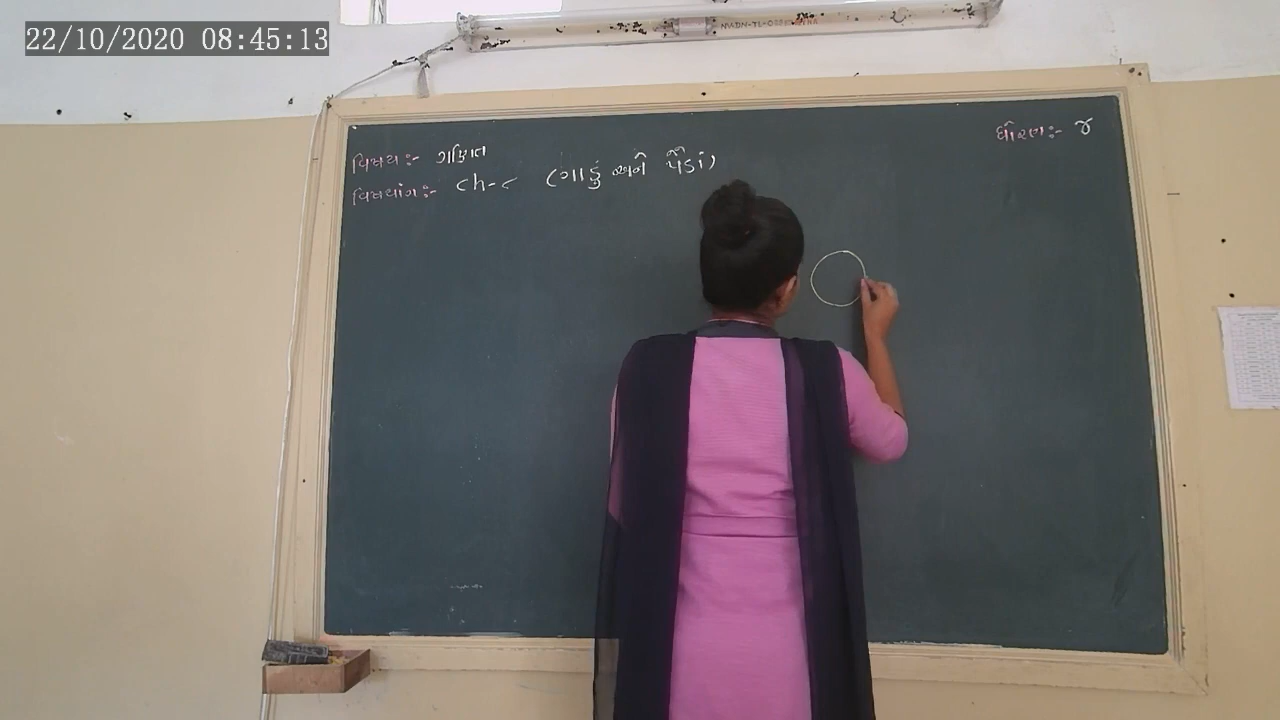 22/10/2020 08:45:13
વિષય:- ગણિત
ધોરણ:- ૪
વિષયાંગ:- ch-૮ (ગાડું અને પૈડાં)